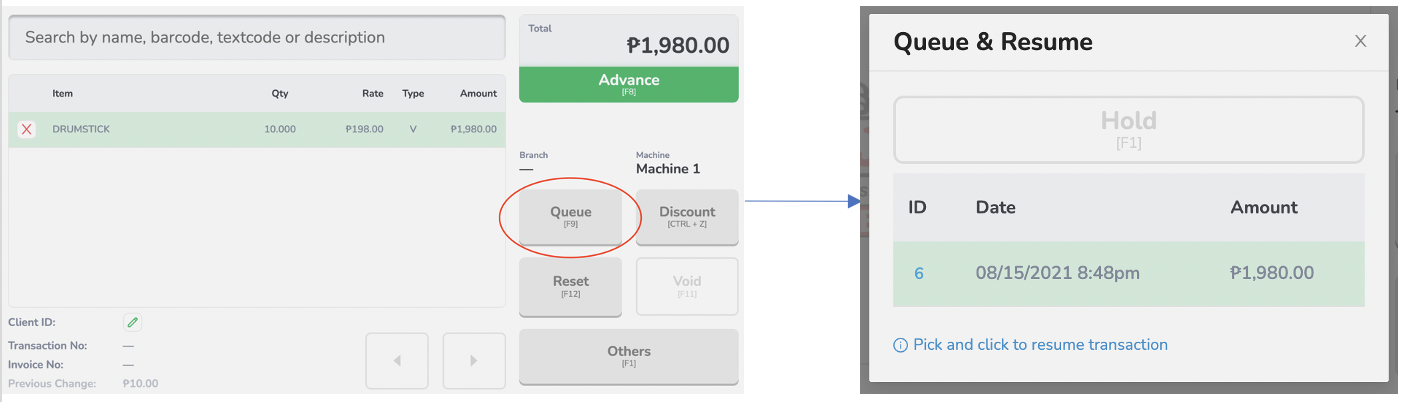 Search by name, barcode, textcode or description
Item Qty Rate Type Amount
X DRUMSTICK 10.000 ₱198.00 V ₱1,980.00
Client ID:
Transaction No: —
Invoice No: —
Previous Change: ₱10.00
Total
₱1,980.00
Advance
[F8]
Branch Machine
— Machine 1
Queue Discount
[F9] [CTRL + Z]
Reset Void
[F12] [F11]
Others
[F1]
Queue & Resume X
Hold
[F1]
ID Date Amount
6 08/15/2021 8:48pm ₱1,980.00
Pick and click to resume transaction